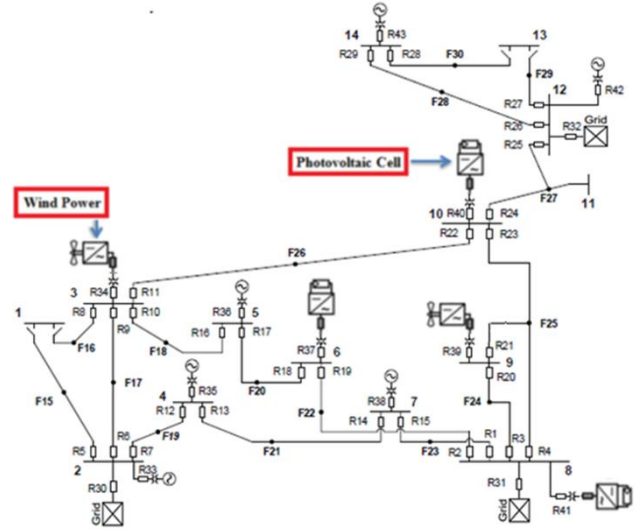 14
R43
13
R29
R28
F30
F29
12
F28
R27
R42
R26
Grid
R32
R25
Photovoltaic Cell
F27
11
Wind Power
10
R40
R24
R22
R23
F26
R34
R11
3
R8
R10
R9
1
R36
5
R16
R17
F18
F16
F25
R37
6
R18
R19
R39
R21
9
R20
F15
F17
F20
4
R35
R12
R13
F22
R38
7
R14
R15
F24
F19
F21
F23
R5
R6
R7
R2
R1
R3
R4
2
R33
8
R30
R31
R41
Grid
Grid